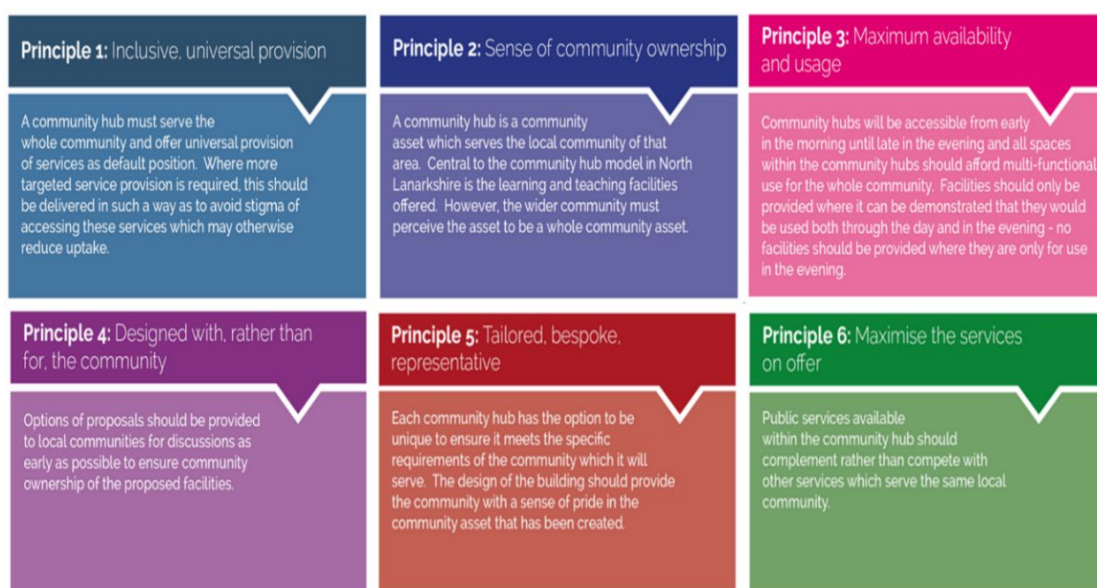 Principle 1: Inclusive, universal provision
A community hub must serve the
whole community and offer universal provision
of services as default position. Where more
targeted service provision is required, this should
be delivered in such a way as to avoid stigma of
accessing these services which may otherwise
reduce uptake.
Principle 2: Sense of community ownership
A community hub is a community
asset which serves the local community of that
area. Central to the community hub model in North
Lanarkshire is the learning and teaching facilities
offered. However, the wider community must
perceive the asset to be a whole community asset.
Principle 3: Maximum availability
and usage
Community hubs will be accessible from early
in the morning until late in the evening and all spaces
within the community hubs should afford multi-functional
use for the whole community. Facilities should only be
provided where it can be demonstrated that they would
be used both through the day and in the evening - no
facilities should be provided where they are only for use
in the evening.
Principle 4: Designed with, rather than
for, the community
Options of proposals should be provided
to local communities for discussions as
early as possible to ensure community
ownership of the proposed facilities.
Principle 5: Tailored, bespoke,
representative
Each community hub has the option to be
unique to ensure it meets the specific
requirements of the community which it will
serve. The design of the building should provide
the community with a sense of pride in the
community asset that has been created.
Principle 6: Maximise the services
on offer
Public services available
within the community hub should
complement rather than compete with
other services which serve the same local
community.